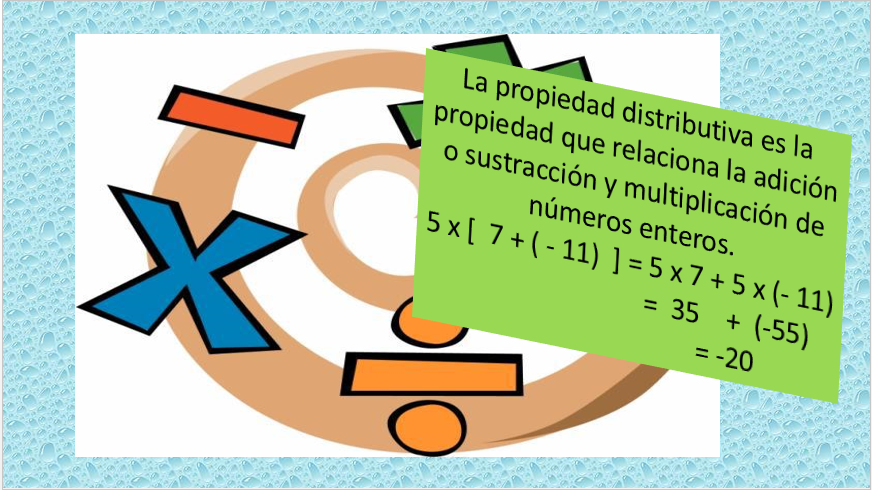 La propiedad distributiva es la
propiedad que relaciona la adición
o sustracción y multiplicación de
números enteros.
5 x [ 7 + ( - 11) ] = 5 x 7 + 5 x (- 11)
= 35 + (-55)
= -20